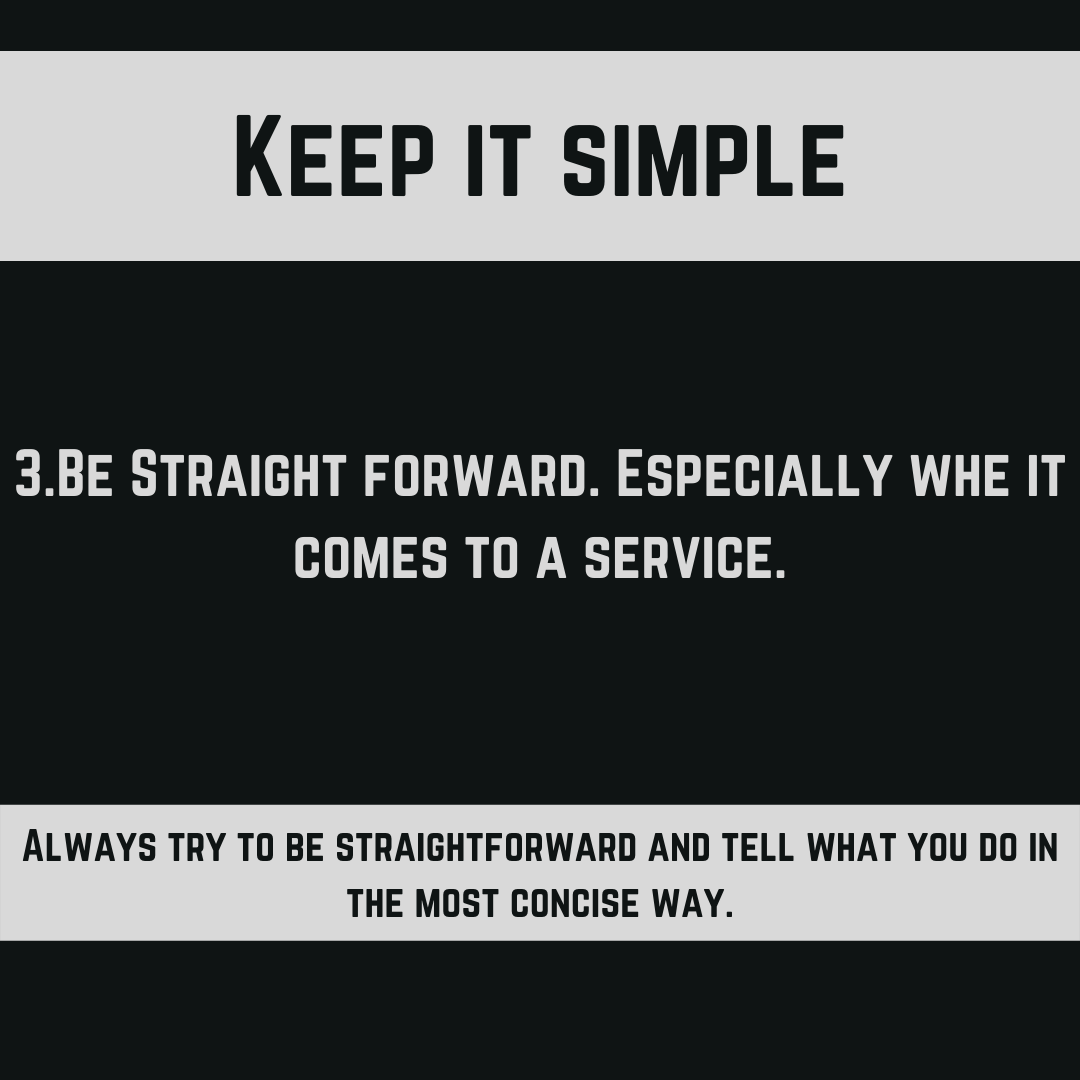 Keep it simple
3.Be Straight forward. Especially whe it
comes to a service.
Always try to be straightforward and tell what you do in
the most concise way.